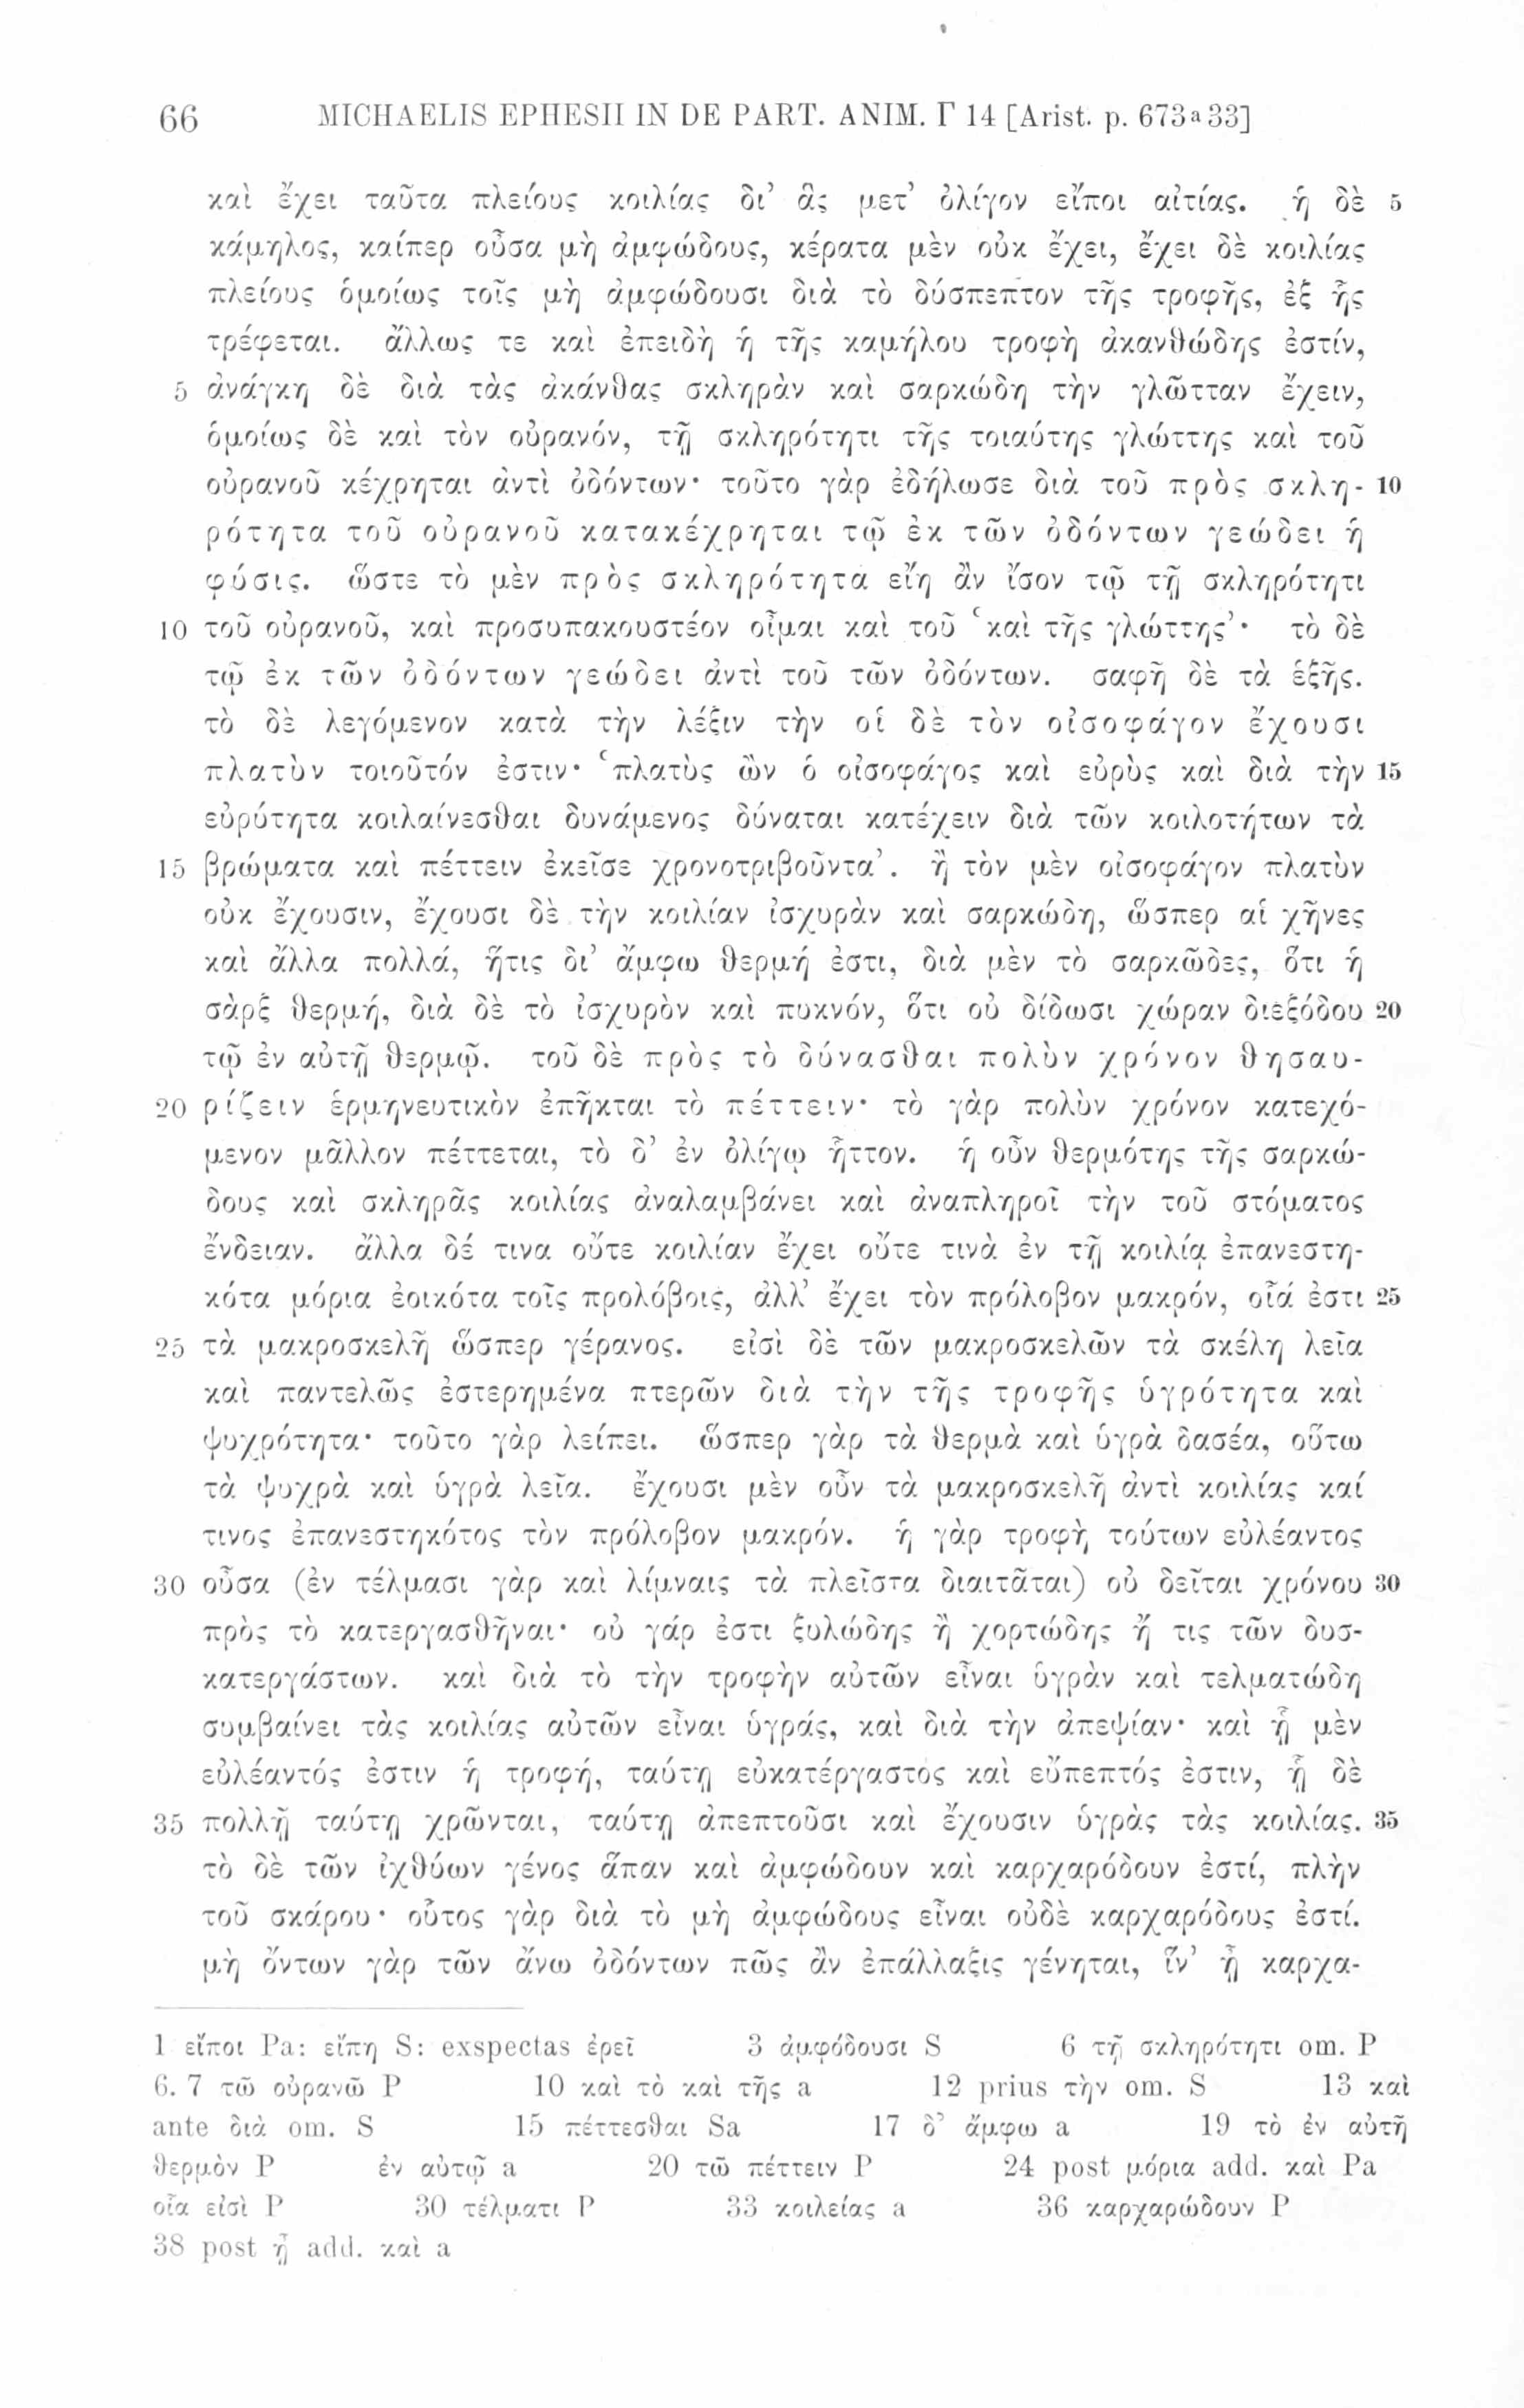 66 MICHAELIS EPHESII IN DE PART. ANIM. Γ 14 [Arist. p. 673a33]
καὶ ἔχει ταῦτα πλείους κοιλίας δι’ ἃς μετ’ ὀλίγον εἴποι αἰτίας. ἡ δὲ 5
κάμηλος, καίπερ οὖσα μὴ ἀμφώδους, κέρατα μὲν οὐκ ἔχει, ἔχει δὲ κοιλίας
πλείους ὁμοίως τοῖς μὴ ἀμφώδουσι διὰ τὸ δύσπεπτον τῆς τροφῆς, ἐξ ἧς
τρέφεται. ἄλλως τε καὶ ἐπειδὴ ἡ τῆς καμήλου τροφὴ ἀκανθώδης ἐστίν,
5 ἀνάγκη δὲ διὰ τὰς ἀκάνθας σκληρὰν καὶ σαρκώδη τὴν γλῶτταν ἔχειν,
ὁμοίως δὲ καὶ τὸν οὐρανόν, τῇ σκληρότητι τῆς τοιαύτης γλώττης καὶ τοῦ
οὐρανοῦ κέχρηται ἀντὶ ὀδόντων· τοῦτο γὰρ ἐδήλωσε διὰ τοῦ πρὸς σκλη- 10
ρότητα τοῦ οὐρανοῦ κατακέχρηται τῷ ἐκ τῶν ὀδόντων γεώδει ἡ
φύσις. ὥστε τὸ μὲν πρὸς σκληρότητα εἴη ἂν ἴσον τῷ τῇ σκληρότητι
10 τοῦ οὐρανοῦ, καὶ προσυπακουστέον οἶμαι καὶ τοῦ ‘καὶ τῆς γλώττης’· τὸ δὲ
τῷ ἐκ τῶν ὀδόντων γεώδει ἀντὶ τοῦ τῶν ὀδόντων. σαφῆ δὲ τὰ ἑξῆς.
τὸ δὲ λεγόμενον κατὰ τὴν λέξιν τὴν οἱ δὲ τὸν οἰσοφάγον ἔχουσι
πλατὺν τοιοῦτόν ἐστιν· ‘πλατὺς ὢν ὁ οἰσοφάγος καὶ εὐρὺς καὶ διὰ τὴν 15
εὐρύτητα κοιλαίνεσθαι δυνάμενος δύναται κατέχειν διὰ τῶν κοιλοτήτων τὰ
15 βρώματα καὶ πέττειν ἐκεῖσε χρονοτριβοῦντα’. ἢ τὸν μὲν οἰσοφάγον πλατὺν
οὐκ ἔχουσιν, ἔχουσι δὲ τὴν κοιλίαν ἰσχυρὰν καὶ σαρκώδη, ὥσπερ αἱ χῆνες
καὶ ἄλλα πολλά, ἥτις δι’ ἄμφω θερμή ἐστι, διὰ μὲν τὸ σαρκῶδες, ὅτι ἡ
σὰρξ θερμή, διὰ δὲ τὸ ἰσχυρὸν καὶ πυκνόν, ὅτι οὐ δίδωσι χώραν διεξόδου 20
τῷ ἐν αὐτῇ θερμῷ. τοῦ δὲ πρὸς τὸ δύνασθαι πολὺν χρόνον θησαυ-
20 ρίζειν ἑρμηνευτικὸν ἐπῆκται τὸ πέττειν· τὸ γὰρ πολὺν χρόνον κατεχό-
μενον μᾶλλον πέττεται, τὸ δ’ ἐν ὀλίγῳ ἧττον. ἡ οὖν θερμότης τῆς σαρκώ-
δους καὶ σκληρᾶς κοιλίας ἀναλαμβάνει καὶ ἀναπληροῖ τὴν τοῦ στόματος
ἔνδειαν. ἄλλα δέ τινα οὔτε κοιλίαν ἔχει οὔτε τινὰ ἐν τῇ κοιλίᾳ ἐπανεστη-
κότα μόρια ἐοικότα τοῖς προλόβοις, ἀλλ’ ἔχει τὸν πρόλοβον μακρόν, οἷά ἐστι 25
25 τὰ μακροσκελῆ ὥσπερ γέρανος. εἰσὶ δὲ τῶν μακροσκελῶν τὰ σκέλη λεῖα
καὶ παντελῶς ἐστερημένα πτερῶν διὰ τὴν τῆς τροφῆς ὑγρότητα καὶ
ψυχρότητα· τοῦτο γὰρ λείπει. ὥσπερ γὰρ τὰ θερμὰ καὶ ὑγρὰ δασέα, οὕτω
τὰ ψυχρὰ καὶ ὑγρὰ λεῖα. ἔχουσι μὲν οὖν τὰ μακροσκελῆ ἀντὶ κοιλίας καί
τινος ἐπανεστηκότος τὸν πρόλοβον μακρόν. ἡ γὰρ τροφὴ τούτων εὐλέαντος
30 οὖσα (ἐν τέλμασι γὰρ καὶ λίμναις τὰ πλεῖστα διαιτᾶται) οὐ δεῖται χρόνου 30
πρὸς τὸ κατεργασθῆναι· οὐ γάρ ἐστι ξυλώδης ἢ χορτώδης ἤ τις τῶν δυσ-
κατεργάστων. καὶ διὰ τὸ τὴν τροφὴν αὐτῶν εἶναι ὑγρὰν καὶ τελματώδη
συμβαίνει τὰς κοιλίας αὐτῶν εἶναι ὑγράς, καὶ διὰ τὴν ἀπεψίαν· καὶ ᾗ μὲν
εὐλέαντός ἐστιν ἡ τροφή, ταύτῃ εὐκατέργαστος καὶ εὔπεπτός ἐστιν, ᾗ δὲ
35 πολλῇ ταύτῃ χρῶνται, ταύτῃ ἀπεπτοῦσι καὶ ἔχουσιν ὑγρὰς τὰς κοιλίας. 35
τὸ δὲ τῶν ἰχθύων γένος ἅπαν καὶ ἀμφώδουν καὶ καρχαρόδουν ἐστί, πλὴν
τοῦ σκάρου· οὗτος γὰρ διὰ τὸ μὴ ἀμφώδους εἶναι οὐδὲ καρχαρόδους ἐστί.
μὴ ὄντων γὰρ τῶν ἄνω ὀδόντων πῶς ἂν ἐπάλλαξις γένηται, ἵν’ ᾖ καρχα-
1 εἴποι Pa: εἴπη S: exspectas ἐρεῖ 3 ἀμφόδουσι S 6 τῇ σκληρότητι om. P
6. 7 τῶ οὐρανῶ P 10 καὶ τὸ καὶ τῆς a 12 prius τὴν om. S 13 καὶ
ante διὰ om. S 15 πέττεσθαι Sa 17 δ’ ἄμφω a 19 τὸ ἐν αὐτῆ
θερμὸν P ἐν αὐτῷ a 20 τῶ πέττειν P 24 post μόρια add. καὶ Pa
οἷα εἰσὶ P 30 τέλματι P 33 κοιλείας a 36 καρχαρώδουν P
38 post ᾖ add. καὶ a